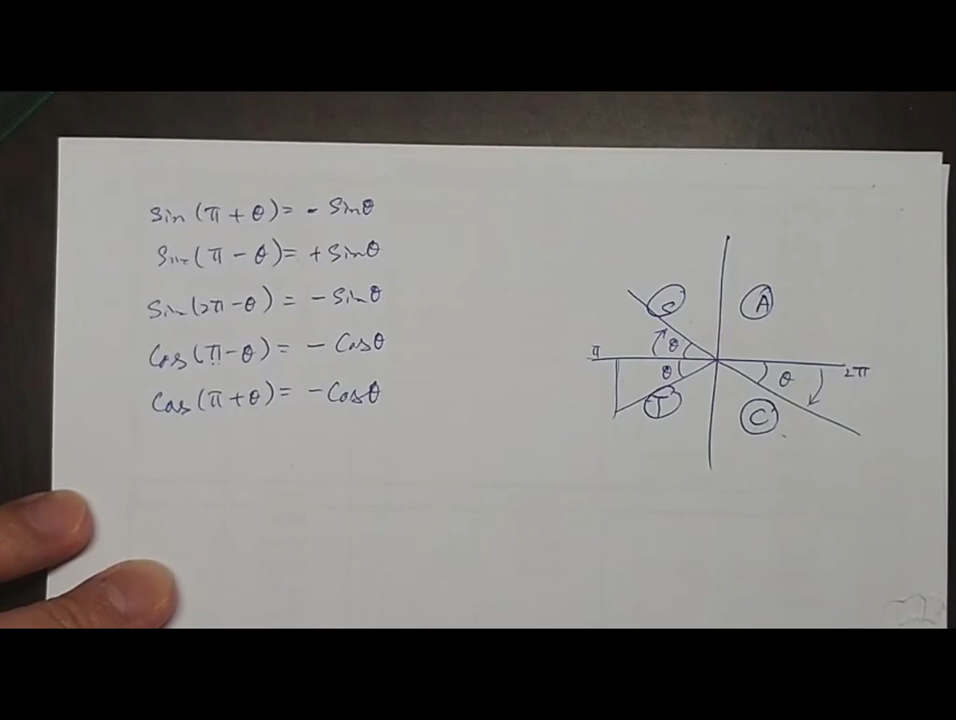 Sin (π + θ) = - Sinθ
Sin (π - θ) = + Sinθ
Sin (2π - θ) = - Sinθ
Cos (π - θ) = - Cosθ
Cos (π + θ) = - Cosθ
S A
π θ
θ θ 2π
T C